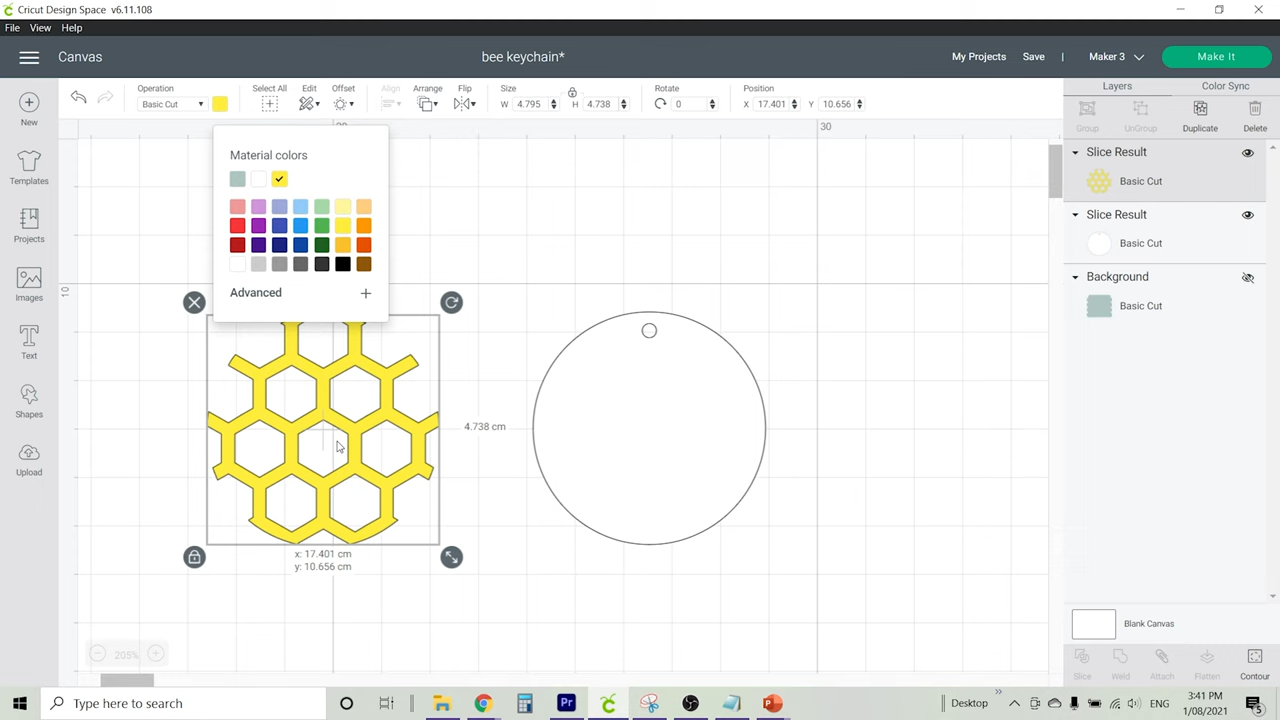 Cricut Design Space v6.11.108
File View Help
Canvas
bee keychain*
My Projects Save | Maker 3 Make It
Operation Select All Edit Offset Align Arrange Flip Size Rotate Position
Basic Cut W 4.795 H 4.738 0 X 17.401 Y 10.656
Layers Color Sync
New
Templates
Projects
Images
Text
Shapes
Upload
20
30
10
Material colors
Advanced
4.738 cm
x: 17.401 cm
y: 10.656 cm
205%
Group UnGroup Duplicate Delete
Slice Result
Basic Cut
Slice Result
Basic Cut
Background
Basic Cut
Blank Canvas
Slice Weld Attach Flatten Contour
Type here to search
Pr
Desktop
ENG
3:41 PM
1/08/2021
5